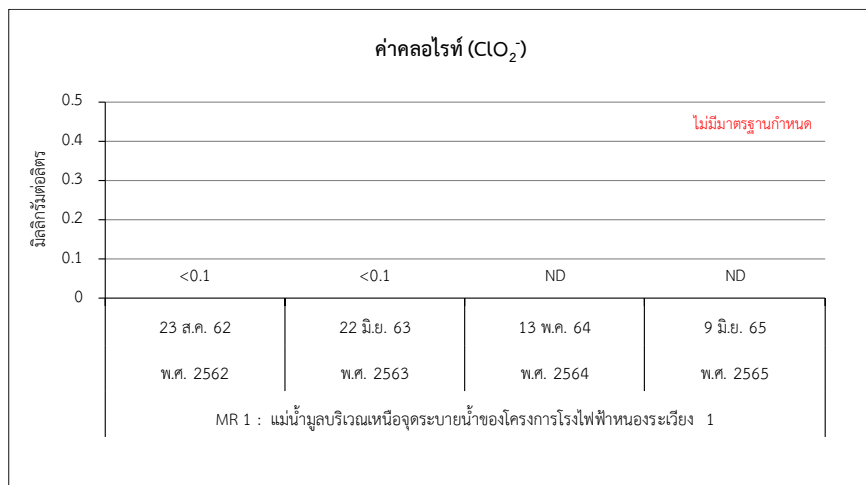 ค่าคลอไรท์ (ClO₂⁻)
มิลลิกรัมต่อลิตร
0.5
ไม่มีมาตรฐานกำหนด
0.4
0.3
0.2
0.1
<0.1 <0.1 ND ND
0
23 ส.ค. 62 22 มิ.ย. 63 13 พ.ค. 64 9 มิ.ย. 65
พ.ศ. 2562 พ.ศ. 2563 พ.ศ. 2564 พ.ศ. 2565
MR 1 : แม่น้ำมูลบริเวณเหนือจุดระบายน้ำของโครงการโรงไฟฟ้าหนองระเวียง 1